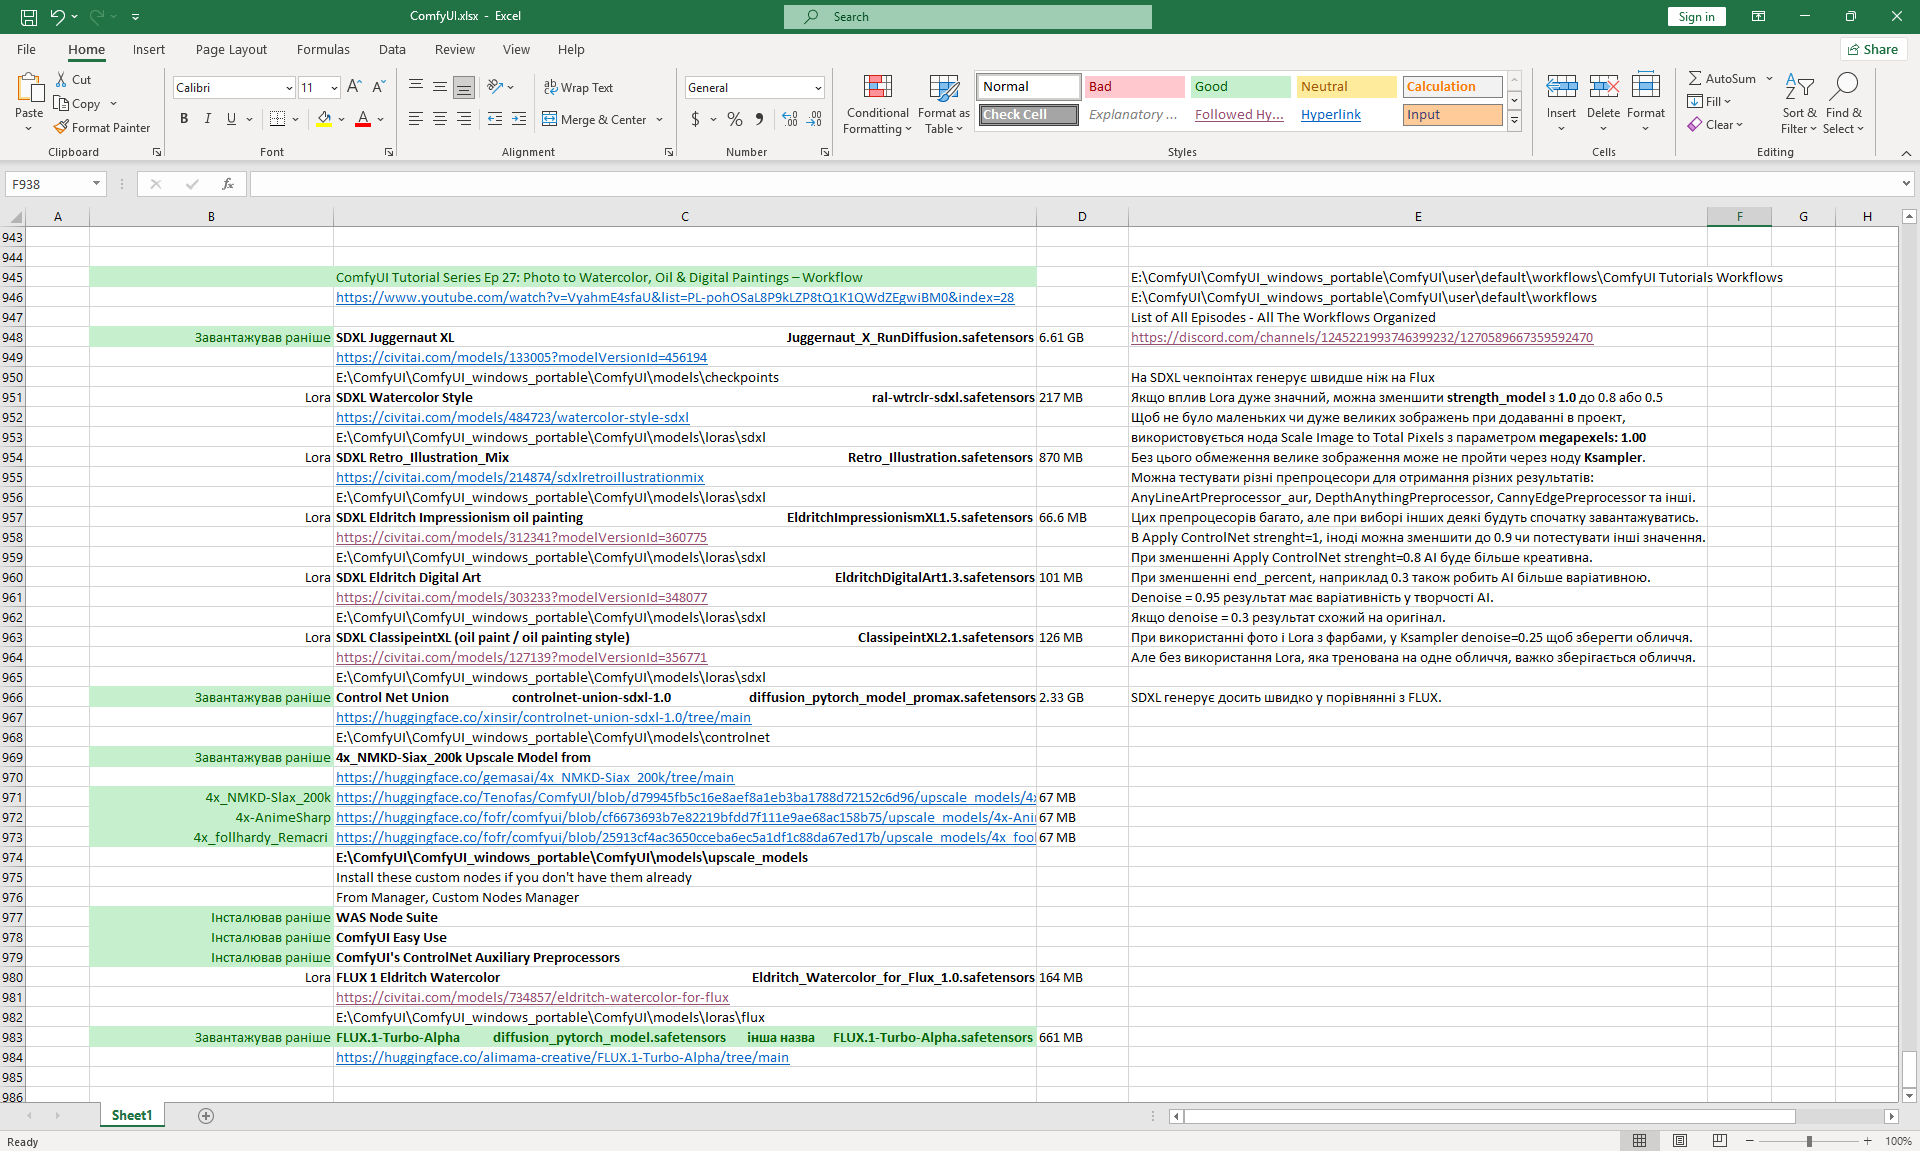 ComfyUI.xlsx - Excel
Search
Sign in
File Home Insert Page Layout Formulas Data Review View Help
Share
Paste
Cut
Copy
Format Painter
Clipboard
Calibri 11
B I U
Font
Wrap Text
Merge & Center
Alignment
General
$ % ,
Number
Conditional Formatting
Format as Table
Normal Bad Good Neutral Calculation
Check Cell Explanatory ... Followed Hy... Hyperlink Input
Styles
Insert Delete Format
Cells
AutoSum
Fill
Clear
Sort & Filter
Find & Select
Editing
F938
fx
A B C D E F G H
943
944
945 ComfyUI Tutorial Series Ep 27: Photo to Watercolor, Oil & Digital Paintings – Workflow E:\ComfyUI\ComfyUI_windows_portable\ComfyUI\user\default\workflows\ComfyUI Tutorials Workflows
946 https://www.youtube.com/watch?v=VyahmE4sfaU&list=PL-pohOSaL8P9kLZP8tQ1K1QWdZEgwiBM0&index=28 E:\ComfyUI\ComfyUI_windows_portable\ComfyUI\user\default\workflows
947 List of All Episodes - All The Workflows Organized
948 Завантажував раніше SDXL Juggernaut XL Juggernaut_X_RunDiffusion.safetensors 6.61 GB https://discord.com/channels/1245221993746399232/1270589667359592470
949 https://civitai.com/models/133005?modelVersionId=456194
950 E:\ComfyUI\ComfyUI_windows_portable\ComfyUI\models\checkpoints На SDXL чекпоінтах генерує швидше ніж на Flux
951 Lora SDXL Watercolor Style ral-wtrclr-sdxl.safetensors 217 MB Якщо вплив Lora дуже значний, можна зменшити strength_model з 1.0 до 0.8 або 0.5
952 https://civitai.com/models/484723/watercolor-style-sdxl Щоб не було маленьких чи дуже великих зображень при додаванні в проект,
953 E:\ComfyUI\ComfyUI_windows_portable\ComfyUI\models\loras\sdxl використовується нода Scale Image to Total Pixels з параметром megapexels: 1.00
954 Lora SDXL Retro_Illustration_Mix Retro_Illustration.safetensors 870 MB Без цього обмеження велике зображення може не пройти через ноду Ksampler.
955 https://civitai.com/models/214874/sdxlretroillustrationmix Можна тестувати різні препроцесори для отримання різних результатів:
956 E:\ComfyUI\ComfyUI_windows_portable\ComfyUI\models\loras\sdxl AnyLineArtPreprocessor_aur, DepthAnythingPreprocessor, CannyEdgePreprocessor та інші.
957 Lora SDXL Eldritch Impressionism oil painting EldritchImpressionismXL1.5.safetensors 66.6 MB Цих препроцесорів багато, але при виборі інших деякі будуть спочатку завантажуватись.
958 https://civitai.com/models/312341?modelVersionId=360775 В Apply ControlNet strenght=1, іноді можна зменшити до 0.9 чи потестувати інші значення.
959 E:\ComfyUI\ComfyUI_windows_portable\ComfyUI\models\loras\sdxl При зменшенні Apply ControlNet strenght=0.8 AI буде більше креативна.
960 Lora SDXL Eldritch Digital Art EldritchDigitalArt1.3.safetensors 101 MB При зменшенні end_percent, наприклад 0.3 також робить AI більше варіативною.
961 https://civitai.com/models/303233?modelVersionId=348077 Denoise = 0.95 результат має варіативність у творчості AI.
962 E:\ComfyUI\ComfyUI_windows_portable\ComfyUI\models\loras\sdxl Якщо denoise = 0.3 результат схожий на оригінал.
963 Lora SDXL ClassipeintXL (oil paint / oil painting style) ClassipeintXL2.1.safetensors 126 MB При використанні фото і Lora з фарбами, у Ksampler denoise=0.25 щоб зберегти обличчя.
964 https://civitai.com/models/127139?modelVersionId=356771 Але без використання Lora, яка тренована на одне обличчя, важко зберігається обличчя.
965 E:\ComfyUI\ComfyUI_windows_portable\ComfyUI\models\loras\sdxl
966 Завантажував раніше Control Net Union controlnet-union-sdxl-1.0 diffusion_pytorch_model_promax.safetensors 2.33 GB SDXL генерує досить швидко у порівнянні з FLUX.
967 https://huggingface.co/xinsir/controlnet-union-sdxl-1.0/tree/main
968 E:\ComfyUI\ComfyUI_windows_portable\ComfyUI\models\controlnet
969 Завантажував раніше 4x_NMKD-Siax_200k Upscale Model from
970 https://huggingface.co/gemasai/4x_NMKD-Siax_200k/tree/main
971 4x_NMKD-Slax_200k https://huggingface.co/Tenofas/ComfyUI/blob/d79945fb5c16e8aef8a1eb3ba1788d72152c6d96/upscale_models/4x 67 MB
972 4x-AnimeSharp https://huggingface.co/fofr/comfyui/blob/cf6673693b7e82219bfdd7f111e9ae68ac158b75/upscale_models/4x-Ani 67 MB
973 4x_follhardy_Remacri https://huggingface.co/fofr/comfyui/blob/25913cf4ac3650cceba6ec5a1df1c88da67ed17b/upscale_models/4x_fool 67 MB
974 E:\ComfyUI\ComfyUI_windows_portable\ComfyUI\models\upscale_models
975 Install these custom nodes if you don't have them already
976 From Manager, Custom Nodes Manager
977 Інсталював раніше WAS Node Suite
978 Інсталював раніше ComfyUI Easy Use
979 Інсталював раніше ComfyUI's ControlNet Auxiliary Preprocessors
980 Lora FLUX 1 Eldritch Watercolor Eldritch_Watercolor_for_Flux_1.0.safetensors 164 MB
981 https://civitai.com/models/734857/eldritch-watercolor-for-flux
982 E:\ComfyUI\ComfyUI_windows_portable\ComfyUI\models\loras\flux
983 Завантажував раніше FLUX.1-Turbo-Alpha diffusion_pytorch_model.safetensors інша назва FLUX.1-Turbo-Alpha.safetensors 661 MB
984 https://huggingface.co/alimama-creative/FLUX.1-Turbo-Alpha/tree/main
985
986
Sheet1
Ready
100%